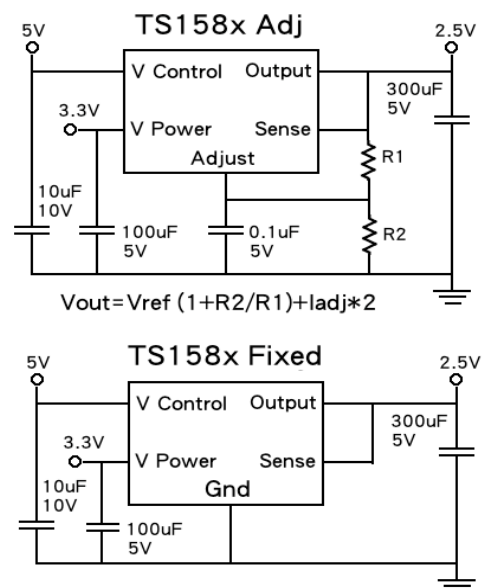 TS158x Adj
5V
2.5V
V Control
Output
300uF
5V
3.3V
V Power
Sense
Adjust
R1
10uF
10V
100uF
5V
0.1uF
5V
R2
Vout=Vref (1+R2/R1)+Iadj*2
TS158x Fixed
5V
2.5V
V Control
Output
300uF
5V
3.3V
V Power
Sense
Gnd
10uF
10V
100uF
5V